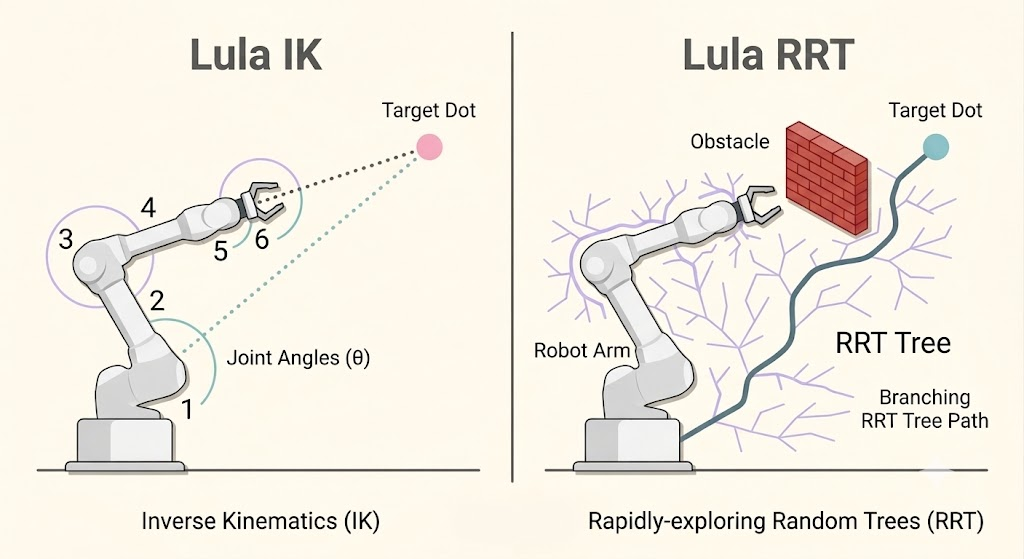 Lula IK
Target Dot
4
3
5
6
2
Joint Angles (θ)
1
Inverse Kinematics (IK)
Lula RRT
Target Dot
Obstacle
Robot Arm
RRT Tree
Branching
RRT Tree Path
Rapidly-exploring Random Trees (RRT)